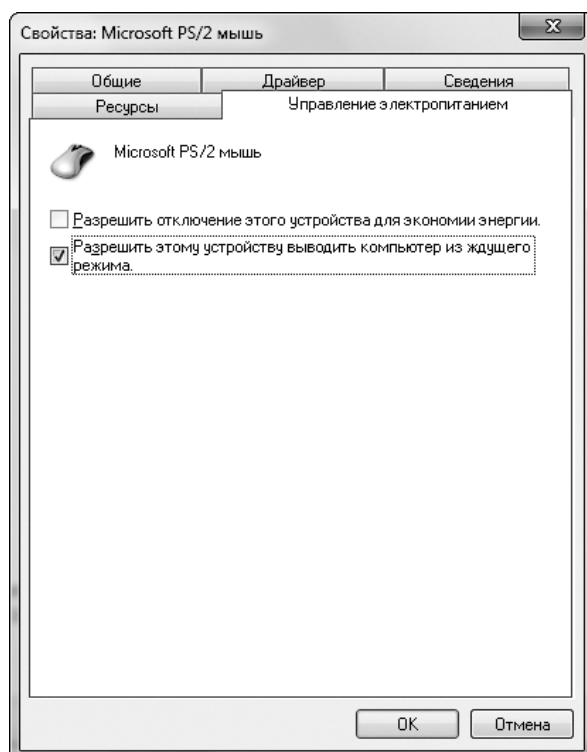 Свойства: Microsoft PS/2 мышь
Общие
Драйвер
Сведения
Ресурсы
Управление электропитанием
Microsoft PS/2 мышь
Разрешить отключение этого устройства для экономии энергии.
Разрешить этому устройству выводить компьютер из ждущего
режима.
OK
Отмена